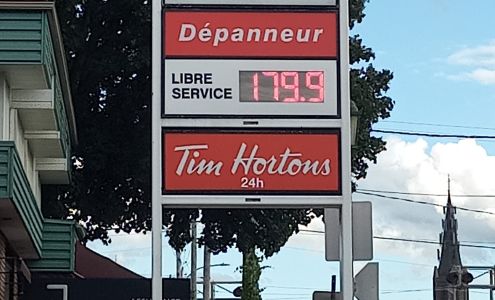 Dépanneur
LIBRE
SERVICE
179.9
Tim Hortons
24h